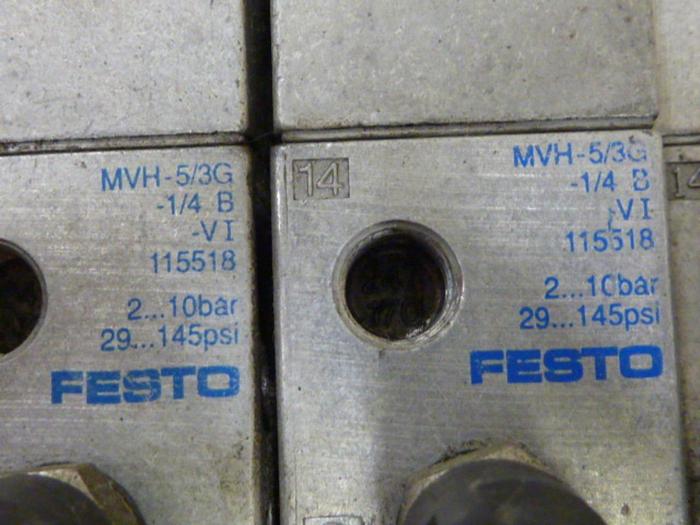 MVH-5/3G
-1/4 B
-VI
115518
2...10bar
29...145psi
FESTO
14
MVH-5/3G
-1/4 B
-VI
115518
2...10bar
29...145psi
FESTO
14